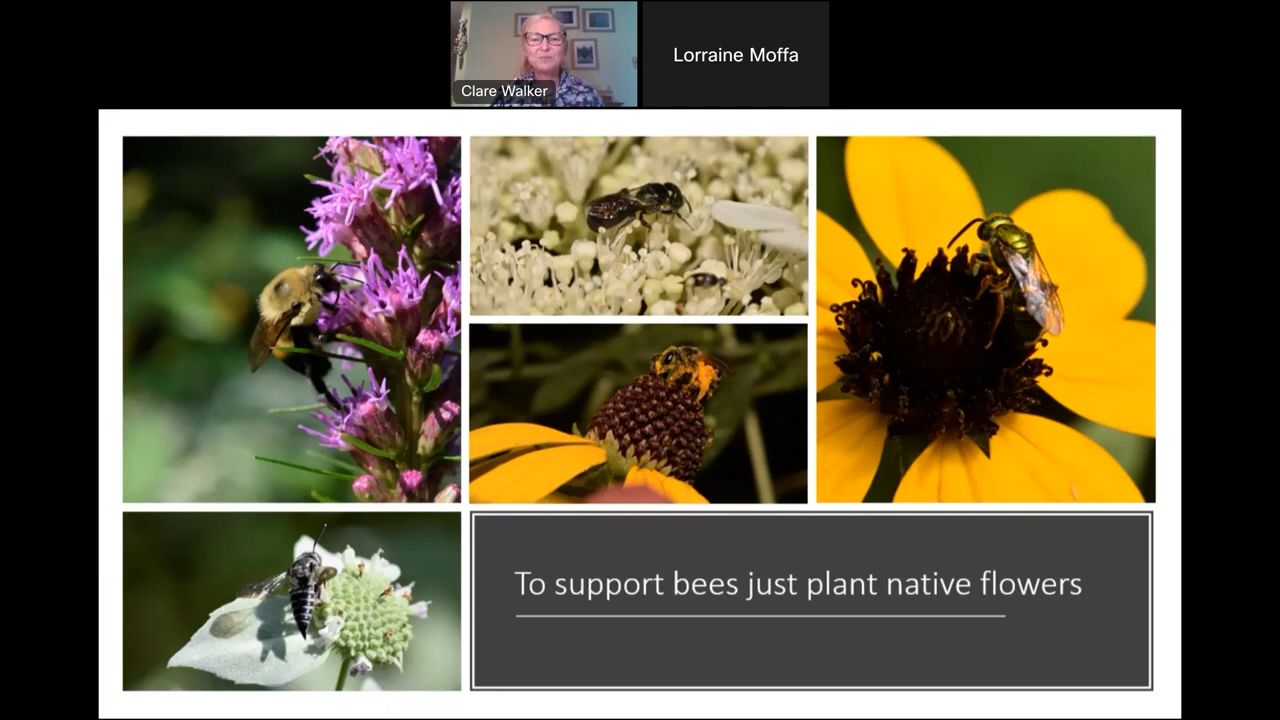 Lorraine Moffa
Clare Walker
To support bees just plant native flowers